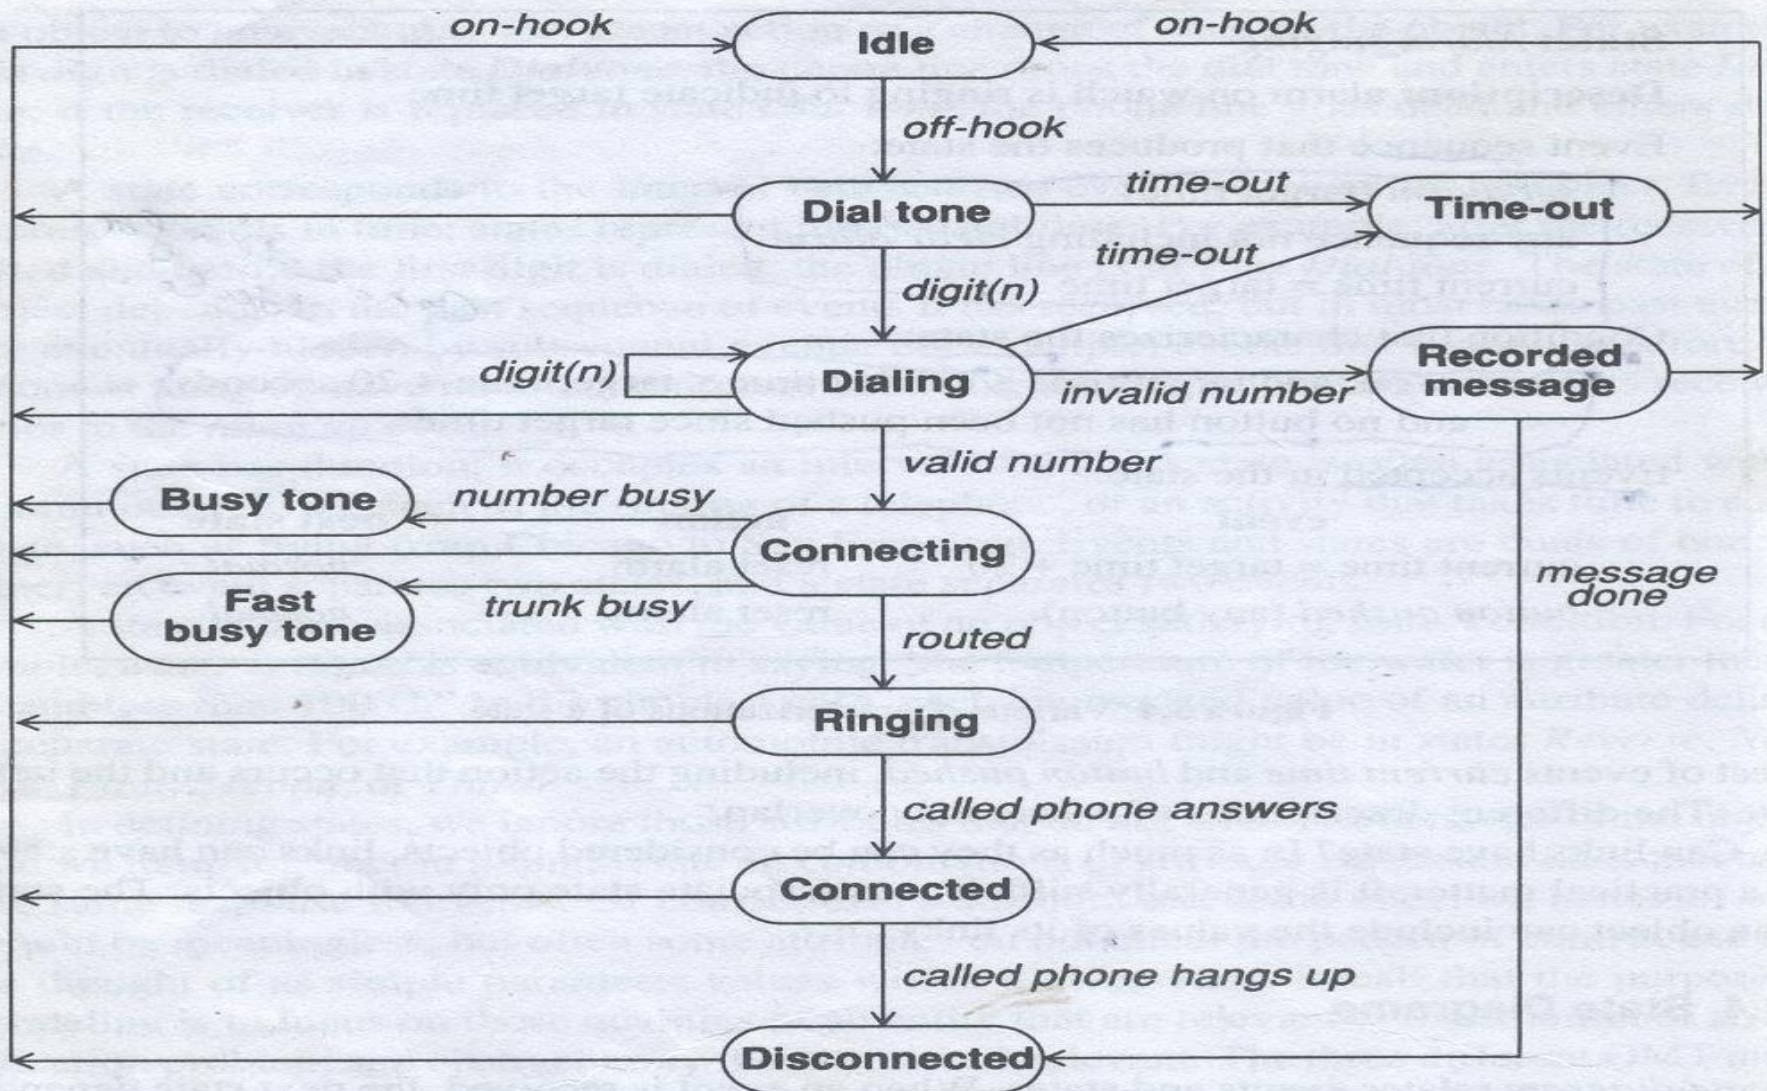 on-hook
Idle
on-hook
off-hook
Dial tone
time-out
Time-out
time-out
digit(n)
digit(n)
Dialing
invalid number
Recorded
message
valid number
Busy tone
number busy
Connecting
Fast
busy tone
trunk busy
message
done
routed
Ringing
called phone answers
Connected
called phone hangs up
Disconnected